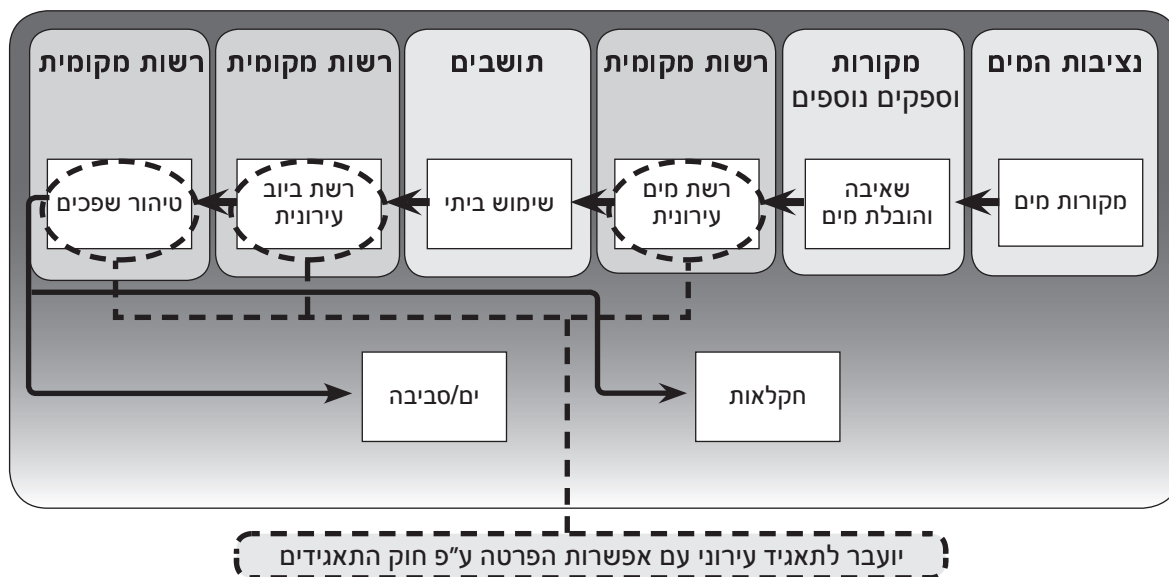 נציבות המים
מקורות
וספקים נוספים
רשות מקומית
תושבים
רשות מקומית
רשות מקומית
מקורות מים
שאיבה
והובלת מים
רשת מים
עירונית
שימוש ביתי
רשת ביוב
עירונית
טיהור שפכים
חקלאות
ים/סביבה
יועבר לתאגיד עירוני עם אפשרות הפרטה ע״פ חוק התאגידים